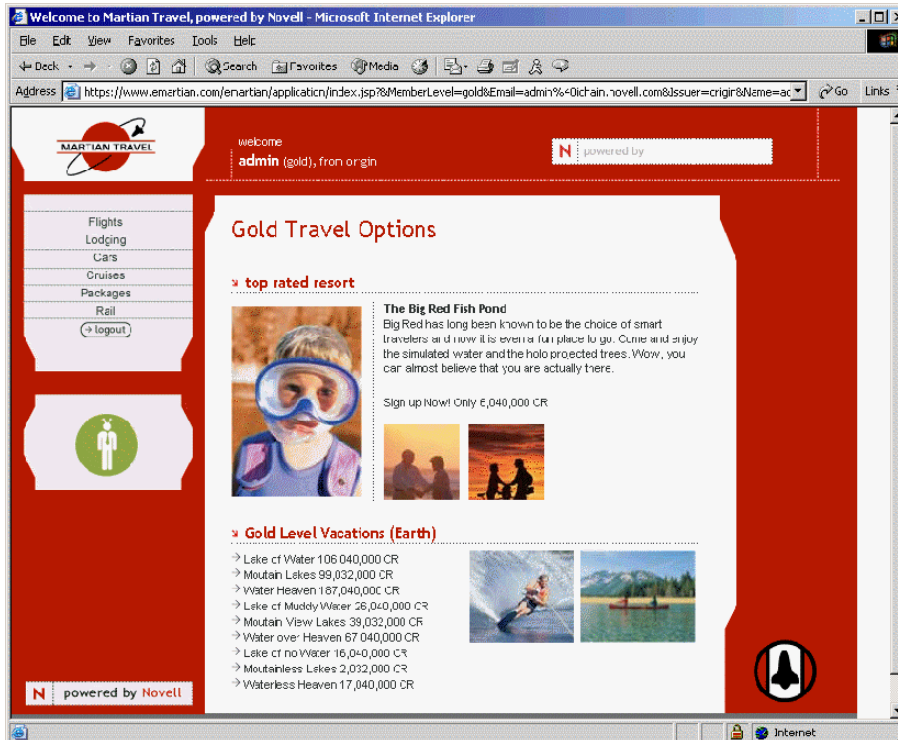 Welcome to Martian Travel, powered by Novell - Microsoft Internet Explorer
File Edit View Favorites Tools Help
Back Search Favorites Media
Address https://www.emartian.com/emartian/application/index.jsp?&MemberLevel=gold&Email=admin%40ichain.novell.com&Issuer=origin&Name=ad Go Links
MARTIAN TRAVEL
welcome
admin (gold), from origin
N powered by
Flights
Lodging
Cars
Cruises
Packages
Rail
logout
Gold Travel Options
top rated resort
The Big Red Fish Pond
Big Red has long been known to be the choice of smart
travelers and now it is even a fun place to go. Come and enjoy
the simulated water and the holo projected trees. Wow, you
can almost believe that you are actually there.
Sign up Now! Only 6,040,000 CR
Gold Level Vacations (Earth)
Lake of Water 106 040,000 CR
Moutain Lakes 99,032,000 CR
Water Heaven 187,040,000 CR
Lake of Muddy Water 26,040,000 CR
Moutain View Lakes 39,032,000 CR
Water over Heaven 67 040,000 CR
Lake of no Water 16,040,000 CR
Moutainless Lakes 2,032,000 CR
Waterless Heaven 17,040,000 CR
N powered by Novell
Internet